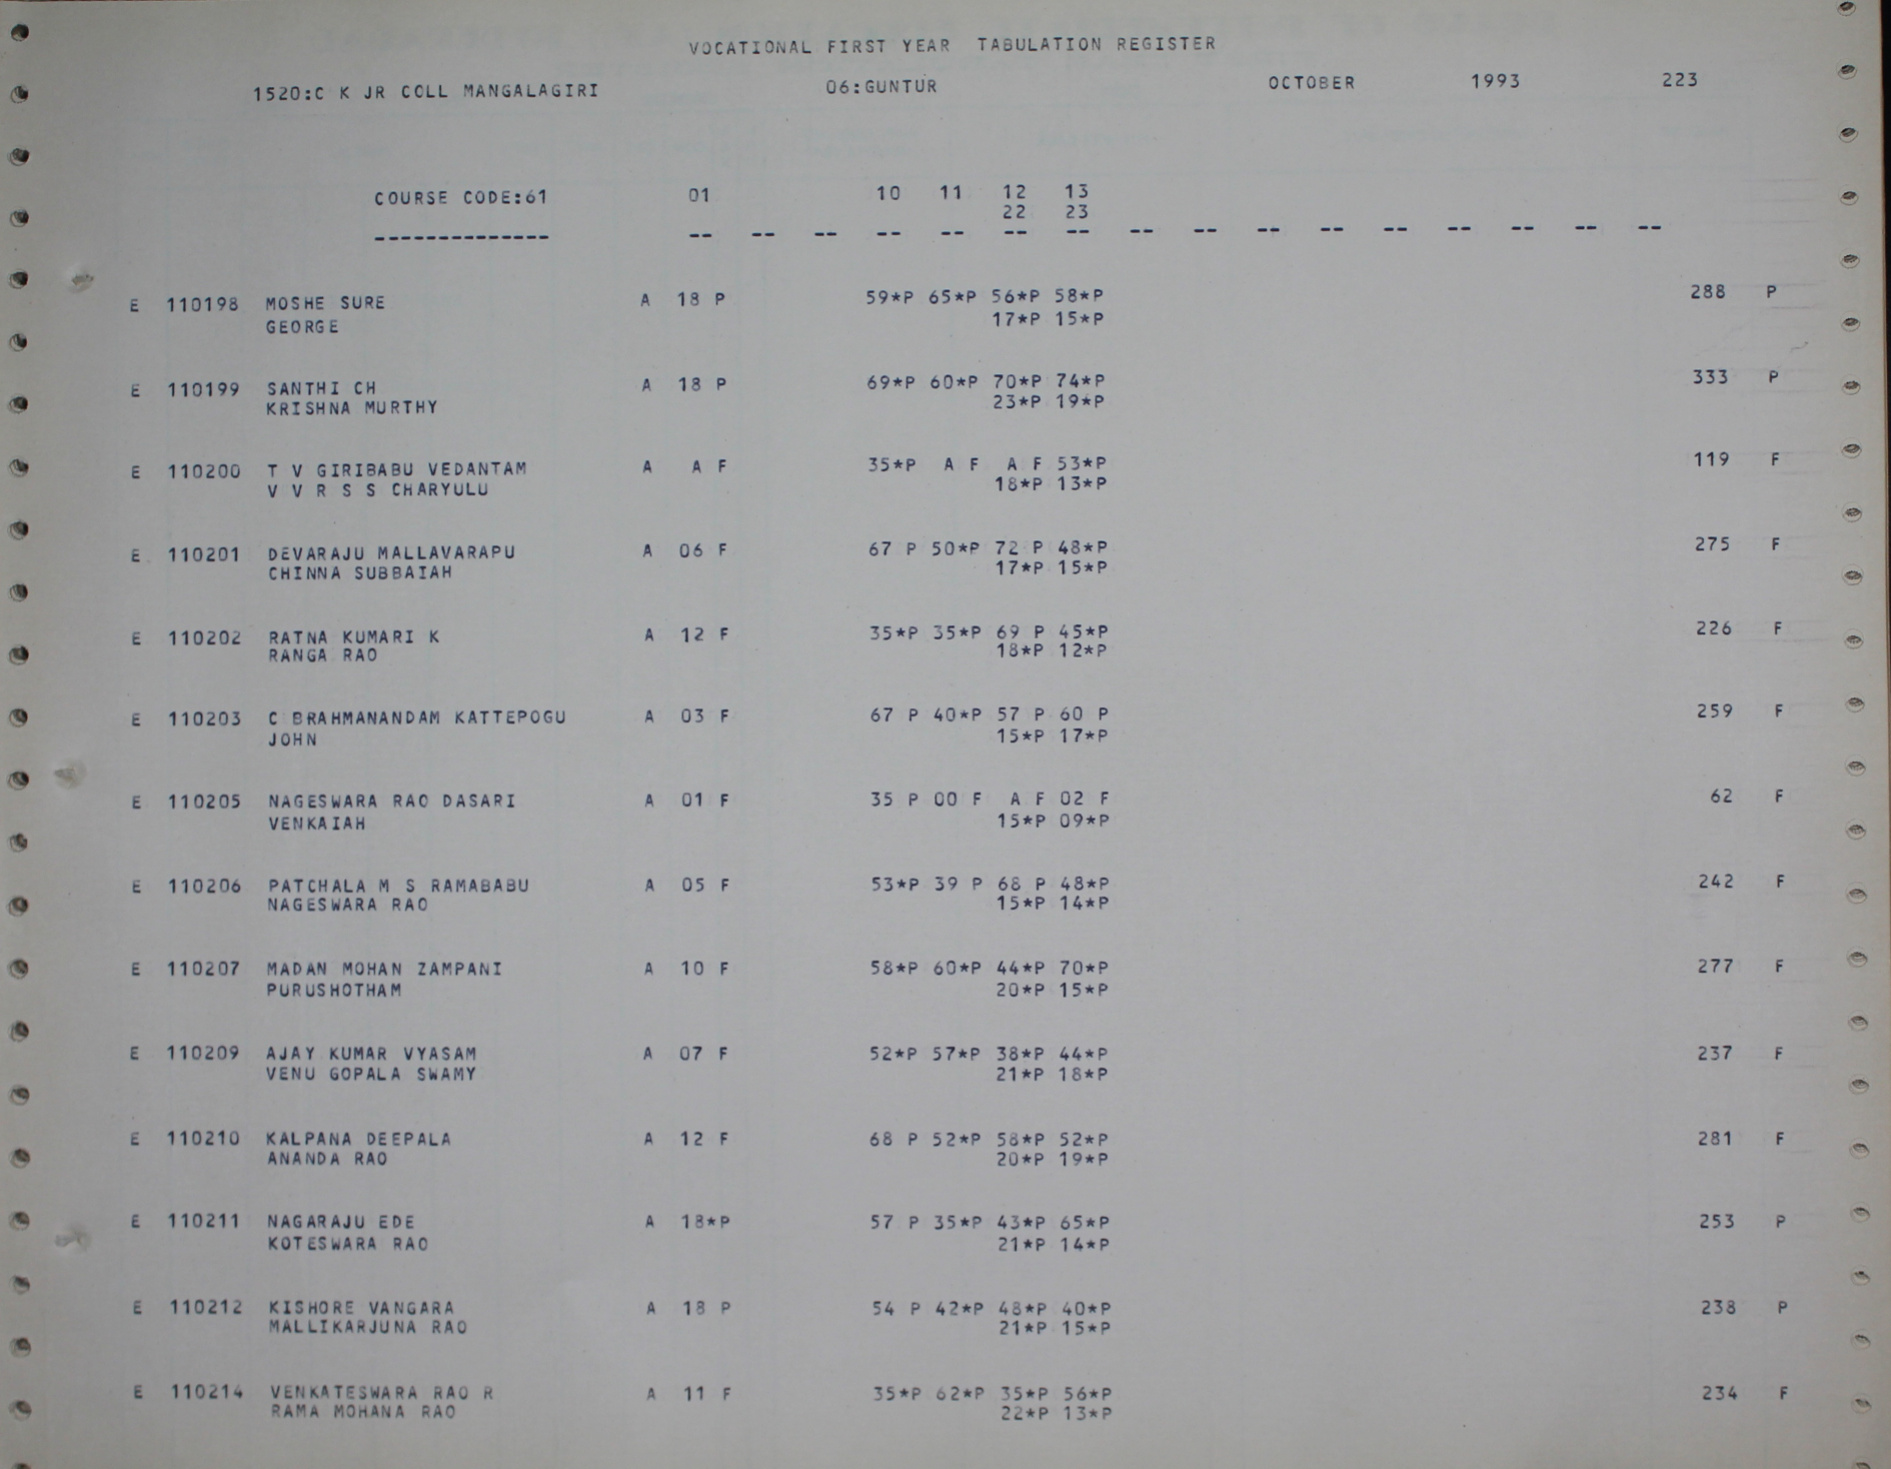 VOCATIONAL FIRST YEAR TABULATION REGISTER
1520:C K JR COLL MANGALAGIRI 06:GUNTUR OCTOBER 1993 223
COURSE CODE:61 01 10 11 12 13
22 23
-------------- -- -- -- -- -- -- -- -- -- -- -- -- -- -- -- --
E 110198 MOSHE SURE A 18 P 59*P 65*P 56*P 58*P 288 P
GEORGE 17*P 15*P
E 110199 SANTHI CH A 18 P 69*P 60*P 70*P 74*P 333 P
KRISHNA MURTHY 23*P 19*P
E 110200 T V GIRIBABU VEDANTAM A A F 35*P A F A F 53*P 119 F
V V R S S CHARYULU 18*P 13*P
E 110201 DEVARAJU MALLAVARAPU A 06 F 67 P 50*P 72 P 48*P 275 F
CHINNA SUBBAIAH 17*P 15*P
E 110202 RATNA KUMARI K A 12 F 35*P 35*P 69 P 45*P 226 F
RANGA RAO 18*P 12*P
E 110203 C BRAHMANANDAM KATTEPOGU A 03 F 67 P 40*P 57 P 60 P 259 F
JOHN 15*P 17*P
E 110205 NAGESWARA RAO DASARI A 01 F 35 P 00 F A F 02 F 62 F
VENKAIAH 15*P 09*P
E 110206 PATCHALA M S RAMABABU A 05 F 53*P 39 P 68 P 48*P 242 F
NAGESWARA RAO 15*P 14*P
E 110207 MADAN MOHAN ZAMPANI A 10 F 58*P 60*P 44*P 70*P 277 F
PURUSHOTHAM 20*P 15*P
E 110209 AJAY KUMAR VYASAM A 07 F 52*P 57*P 38*P 44*P 237 F
VENU GOPALA SWAMY 21*P 18*P
E 110210 KALPANA DEEPALA A 12 F 68 P 52*P 58*P 52*P 281 F
ANANDA RAO 20*P 19*P
E 110211 NAGARAJU EDE A 18*P 57 P 35*P 43*P 65*P 253 P
KOTESWARA RAO 21*P 14*P
E 110212 KISHORE VANGARA A 18 P 54 P 42*P 48*P 40*P 238 P
MALLIKARJUNA RAO 21*P 15*P
E 110214 VENKATESWARA RAO R A 11 F 35*P 62*P 35*P 56*P 234 F
RAMA MOHANA RAO 22*P 13*P